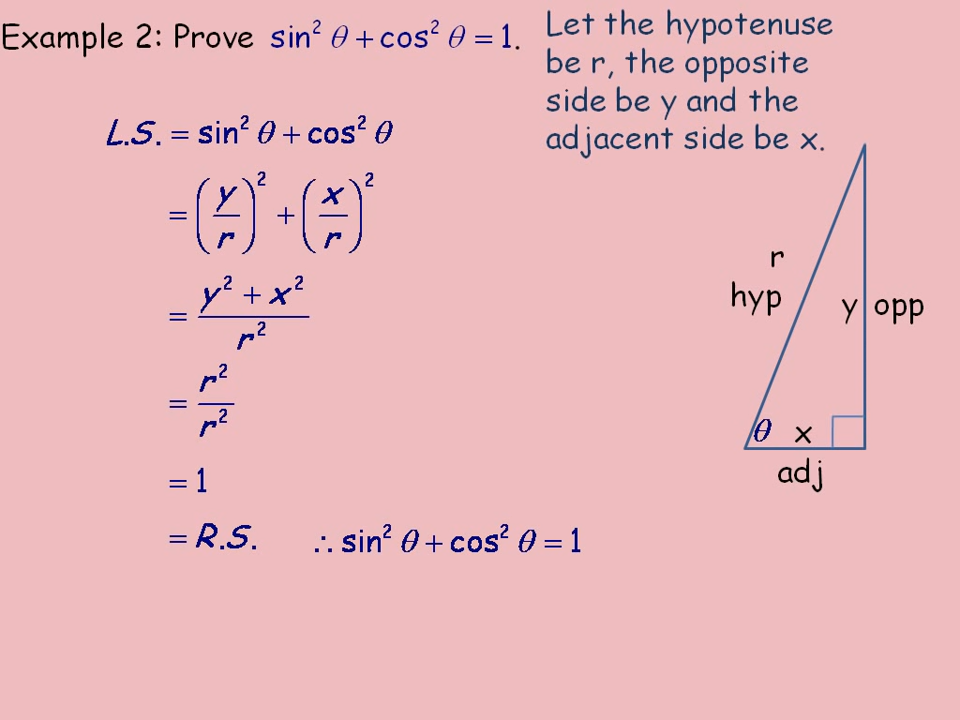 Example 2: Prove sin² θ + cos² θ = 1.
Let the hypotenuse
be r, the opposite
side be y and the
adjacent side be x.
L.S. = sin² θ + cos² θ
= (y/r)² + (x/r)²
= (y² + x²)/r²
= r²/r²
= 1
= R.S. ∴ sin² θ + cos² θ = 1
r
hyp
y opp
θ x
adj